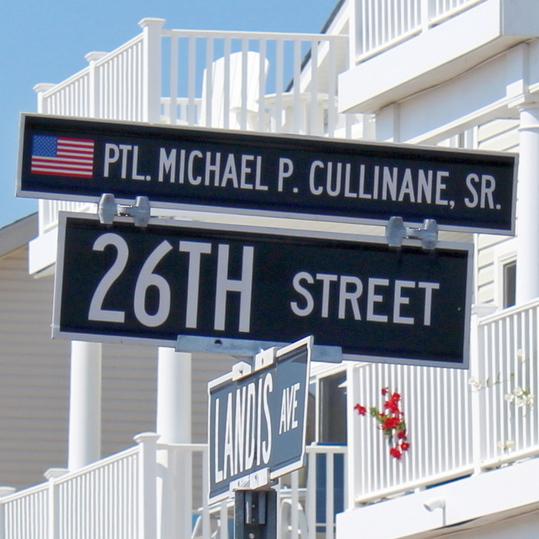 PTL. MICHAEL P. CULLINANE, SR.
26TH STREET
LANDIS AVE